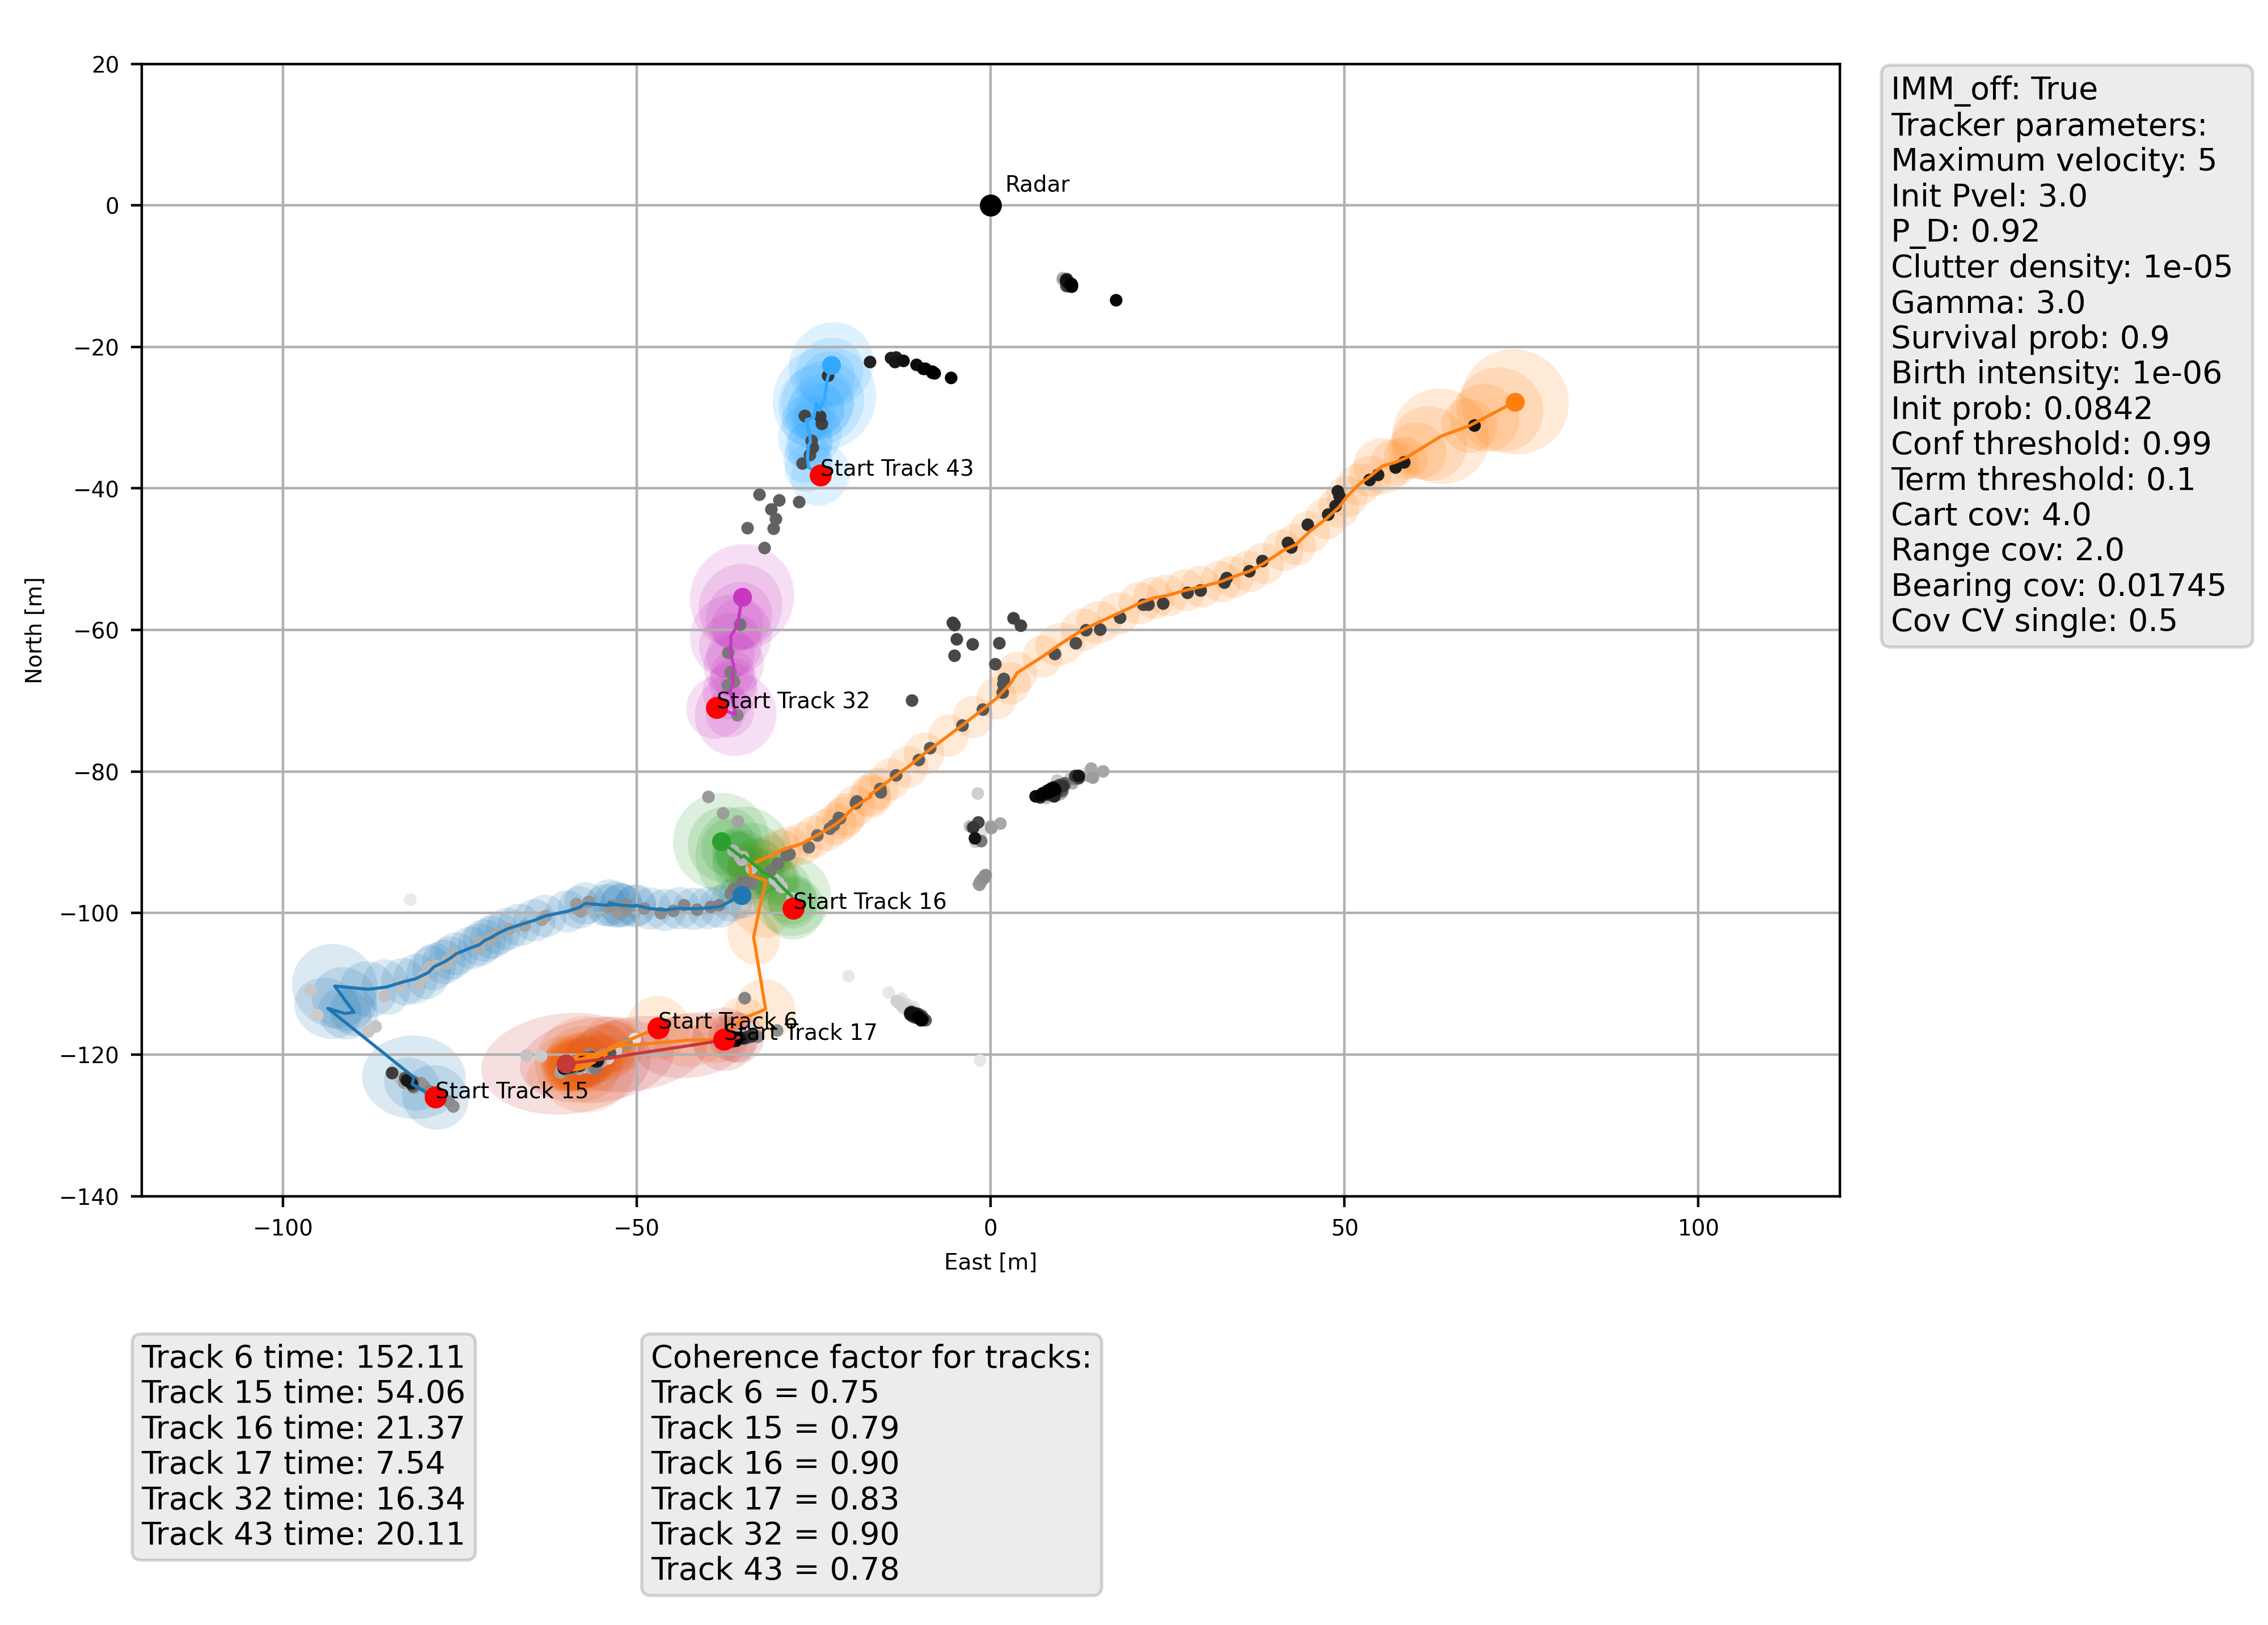 20
0
−20
−40
−60
−80
−100
−120
−140
North [m]
−100
−50
0
50
100
East [m]
Radar
Start Track 43
Start Track 32
Start Track 16
Start Track 6
Start Track 17
Start Track 15
IMM_off: True
Tracker parameters:
Maximum velocity: 5
Init Pvel: 3.0
P_D: 0.92
Clutter density: 1e-05
Gamma: 3.0
Survival prob: 0.9
Birth intensity: 1e-06
Init prob: 0.0842
Conf threshold: 0.99
Term threshold: 0.1
Cart cov: 4.0
Range cov: 2.0
Bearing cov: 0.01745
Cov CV single: 0.5
Track 6 time: 152.11
Track 15 time: 54.06
Track 16 time: 21.37
Track 17 time: 7.54
Track 32 time: 16.34
Track 43 time: 20.11
Coherence factor for tracks:
Track 6 = 0.75
Track 15 = 0.79
Track 16 = 0.90
Track 17 = 0.83
Track 32 = 0.90
Track 43 = 0.78